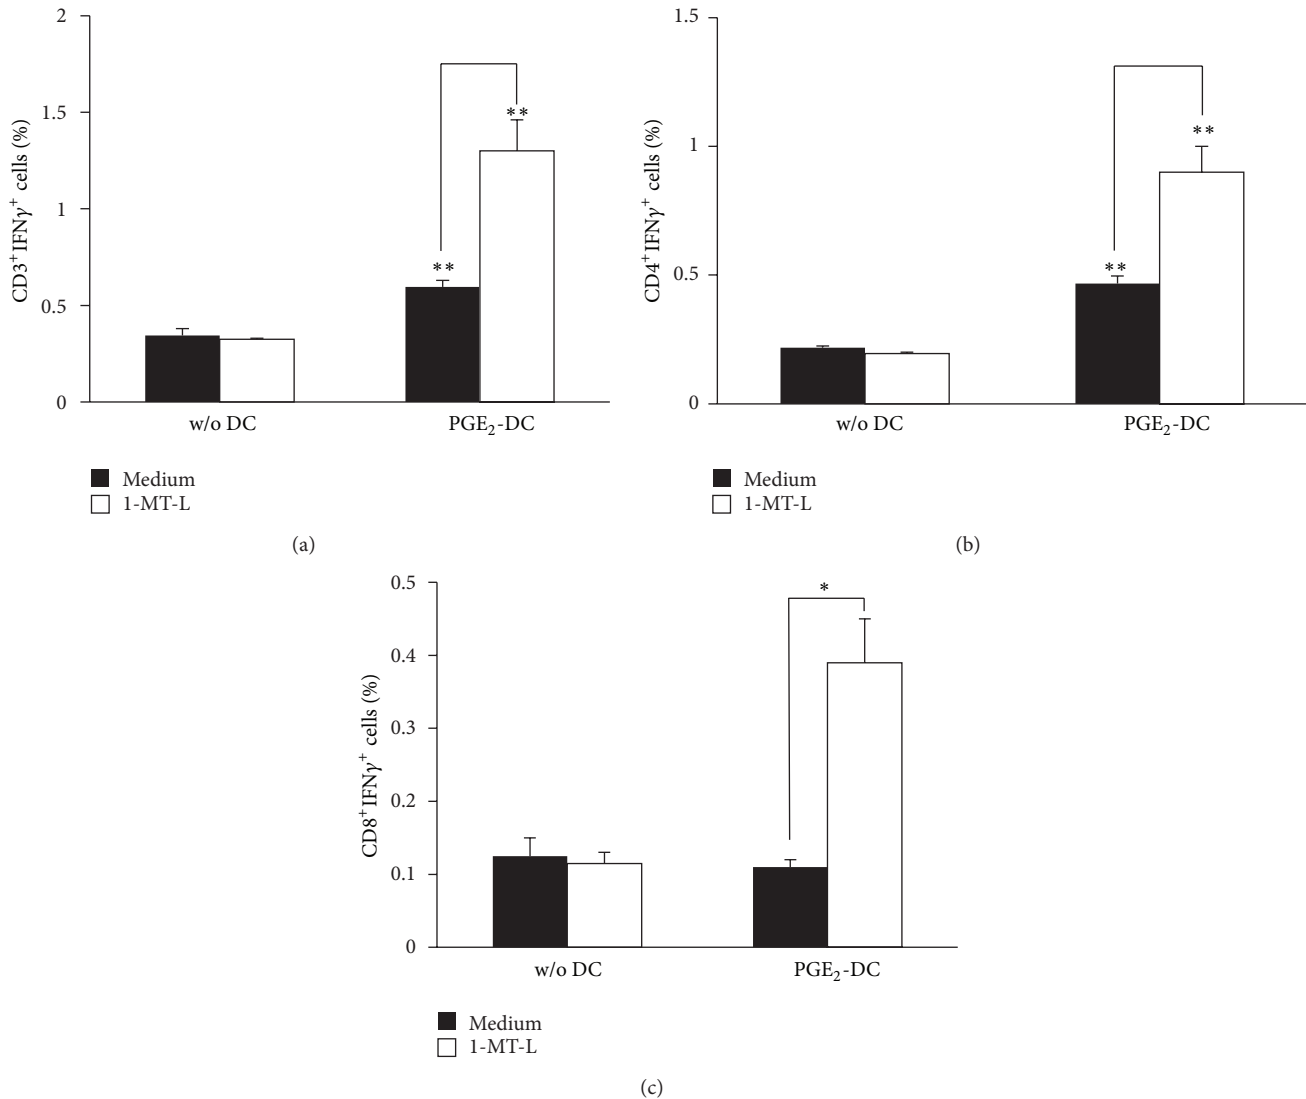 CD3⁺IFNγ⁺ cells (%)
2
1.5
1
0.5
0
**
**
w/o DC
PGE₂-DC
Medium
1-MT-L
(a)
CD4⁺IFNγ⁺ cells (%)
1.5
1
0.5
0
**
**
w/o DC
PGE₂-DC
Medium
1-MT-L
(b)
CD8⁺IFNγ⁺ cells (%)
0.5
0.4
0.3
0.2
0.1
0
*
w/o DC
PGE₂-DC
Medium
1-MT-L
(c)